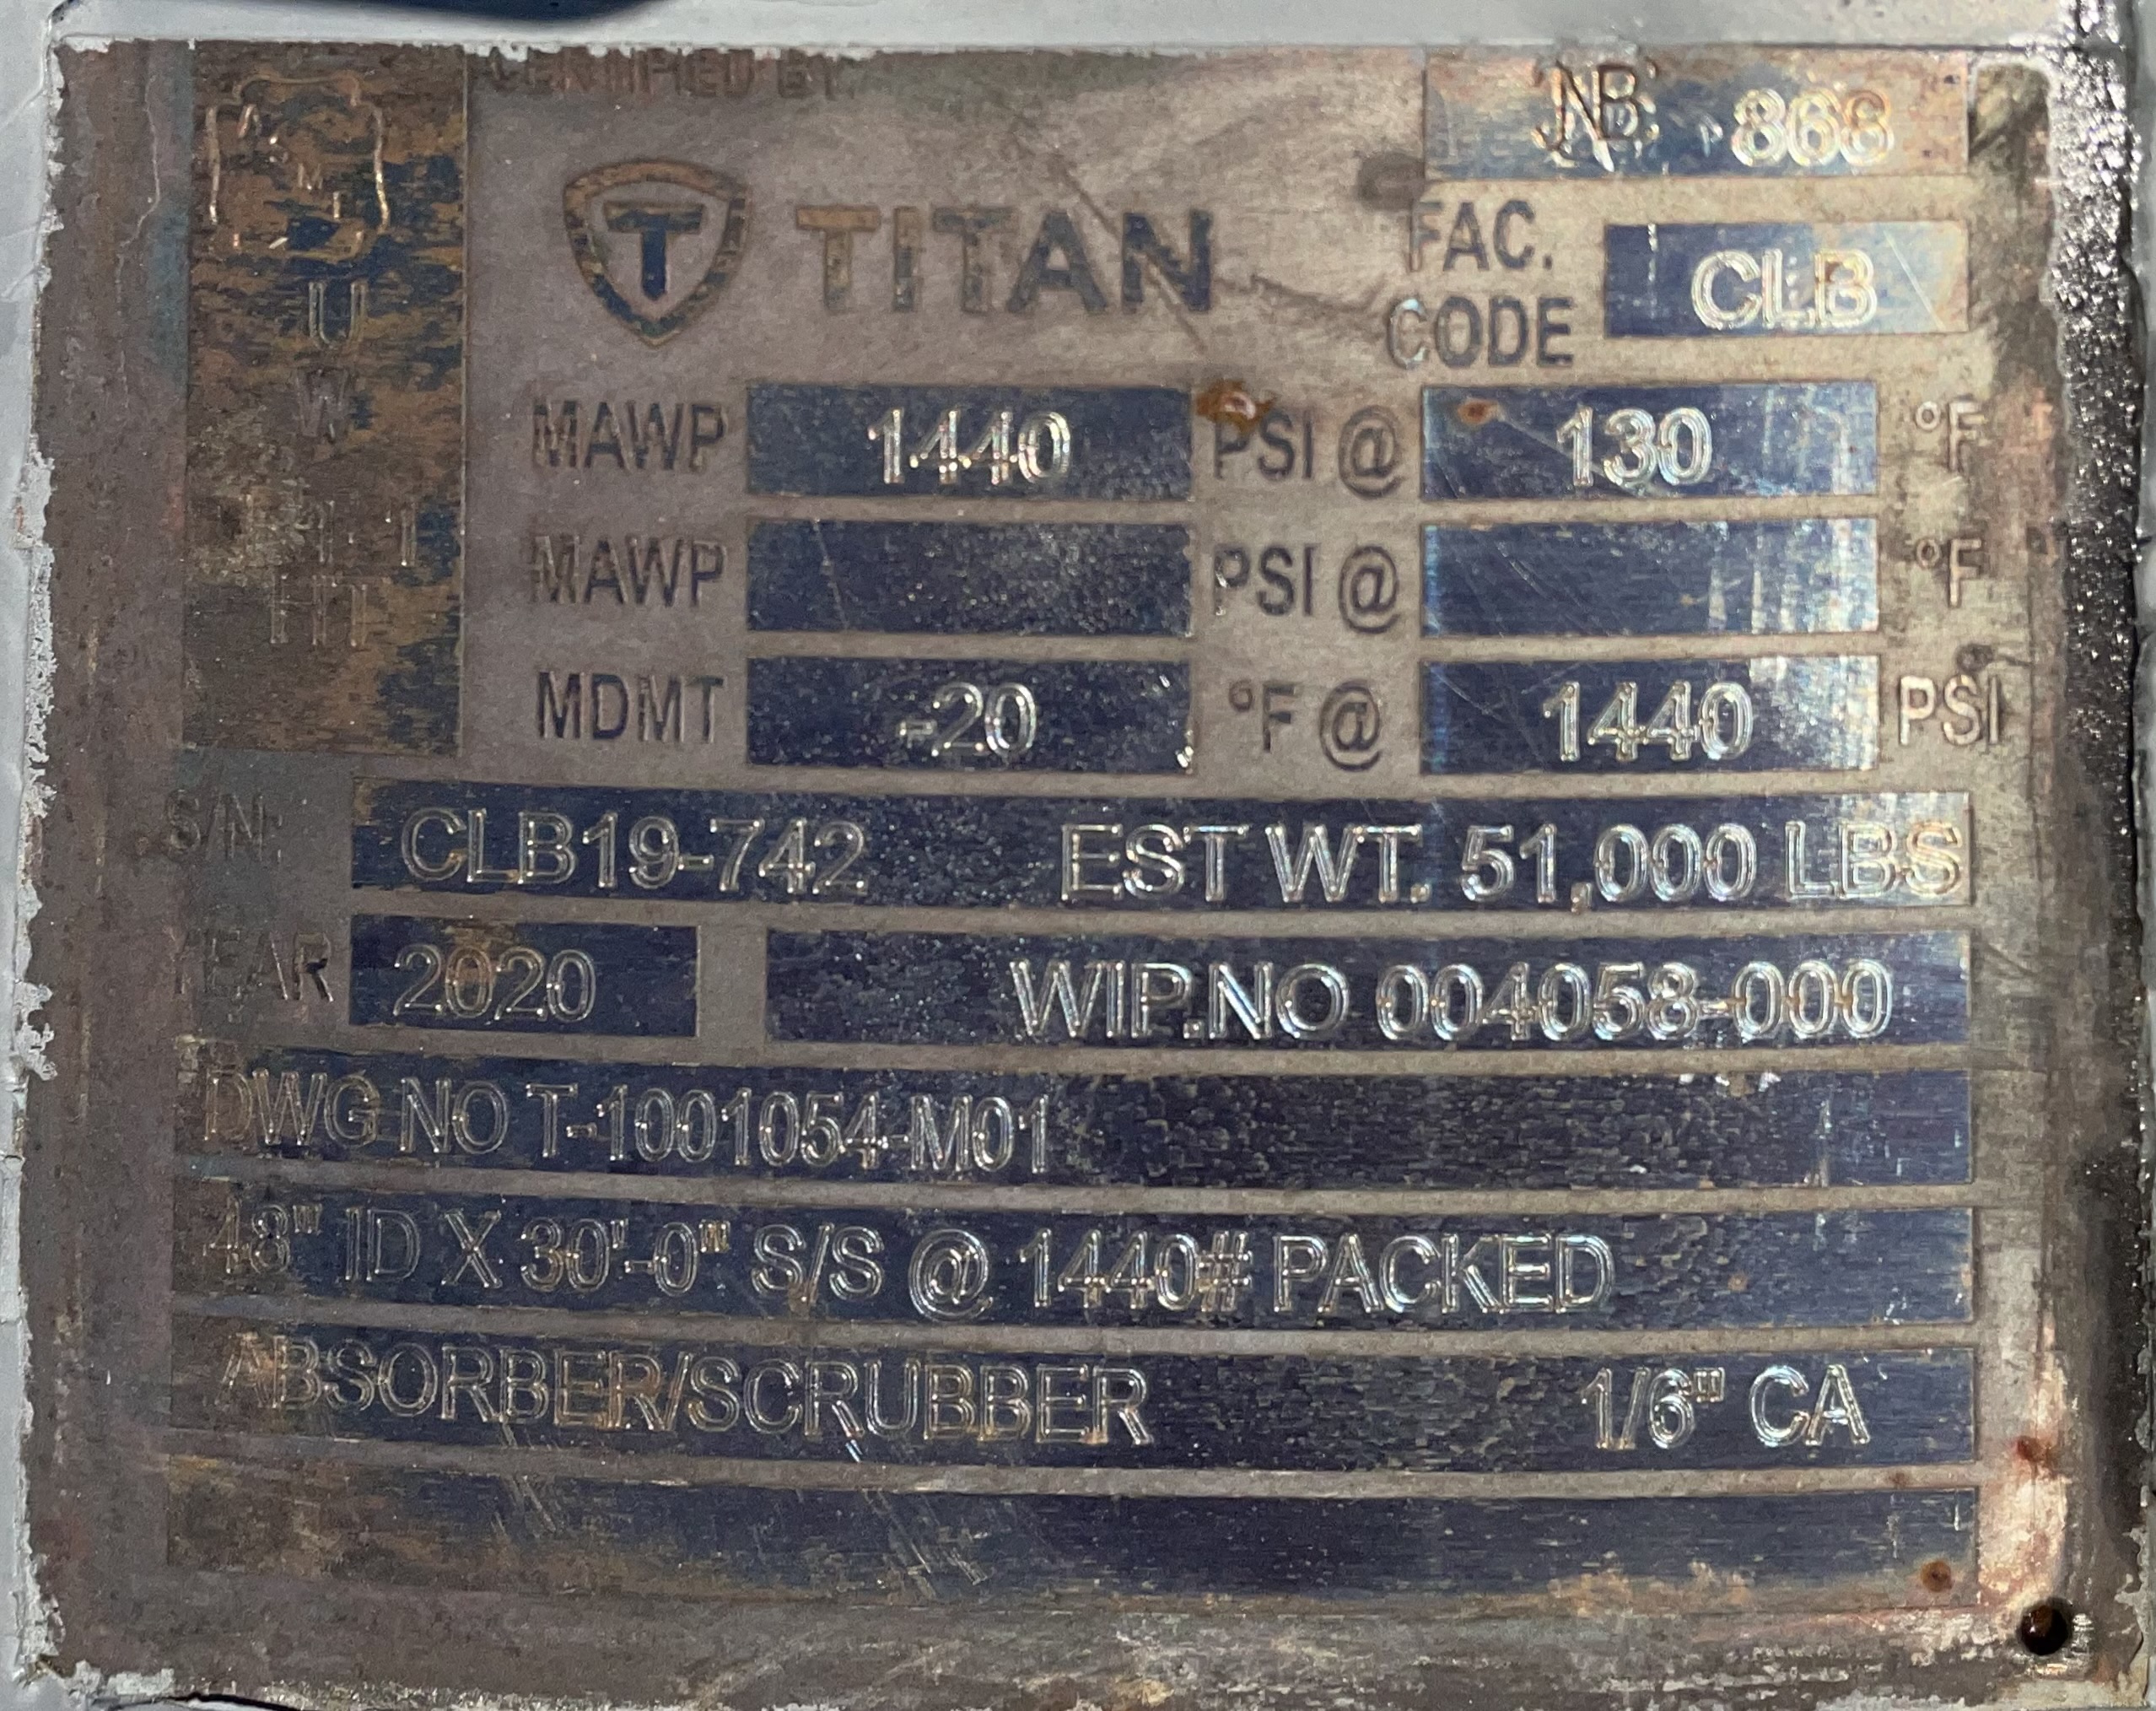 CERTIFIED BY:
NB 868
U
W
TITAN
FAC. CODE CLB
MAWP 1440 PSI @ 130 °F
MAWP PSI @ °F
MDMT -20 °F @ 1440 PSI
HT
S/N CLB19-742 EST WT. 51,000 LBS
YEAR 2020 WIP.NO 004058-000
DWG NO T-1001054-M01
48" ID X 30'-0" S/S @ 1440# PACKED
ABSORBER/SCRUBBER 1/6" CA